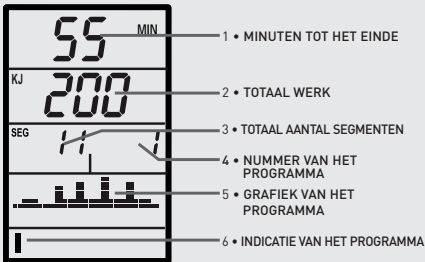 55 MIN
1 • MINUTEN TOT HET EINDE
KJ 200
2 • TOTAAL WERK
3 • TOTAAL AANTAL SEGMENTEN
SEG 11 1
4 • NUMMER VAN HET
PROGRAMMA
5 • GRAFIEK VAN HET
PROGRAMMA
6 • INDICATIE VAN HET PROGRAMMA